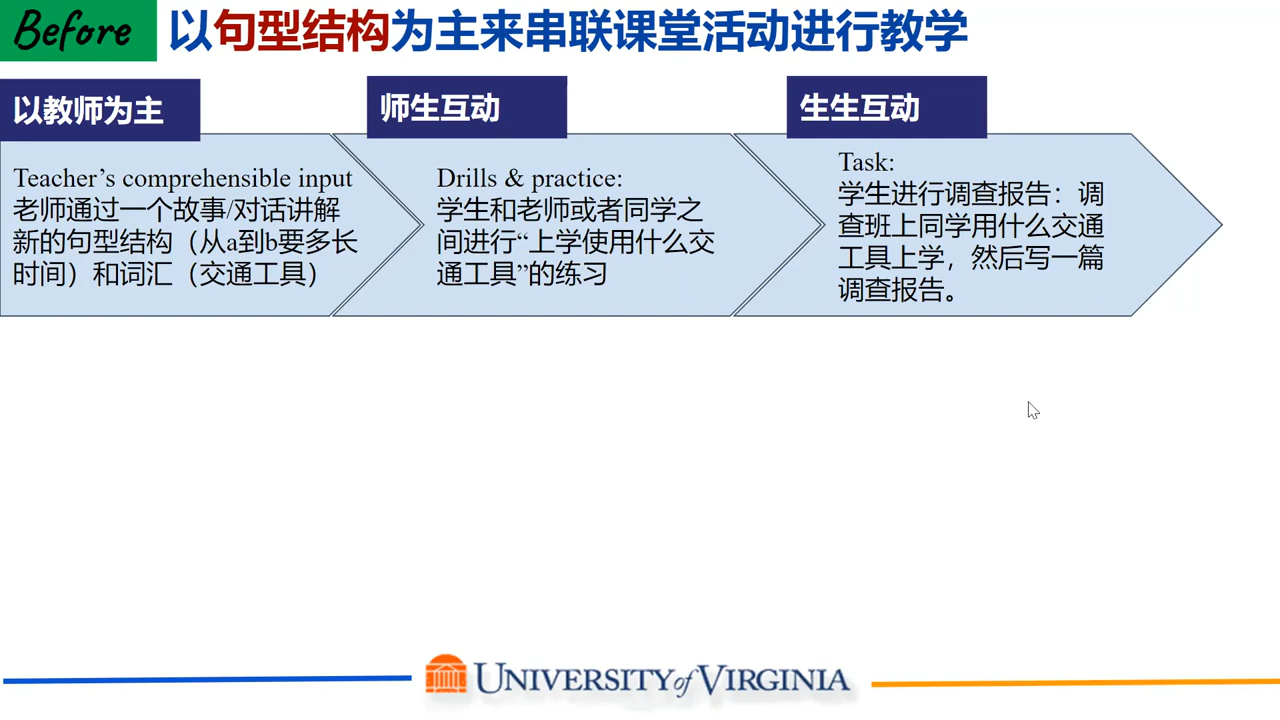 Before
以句型结构为主来串联课堂活动进行教学
以教师为主
Teacher’s comprehensible input
老师通过一个故事/对话讲解
新的句型结构（从a到b要多长
时间）和词汇（交通工具）
师生互动
Drills & practice:
学生和老师或者同学之
间进行“上学使用什么交
通工具”的练习
生生互动
Task:
学生进行调查报告：调
查班上同学用什么交通
工具上学，然后写一篇
调查报告。
UNIVERSITY of VIRGINIA